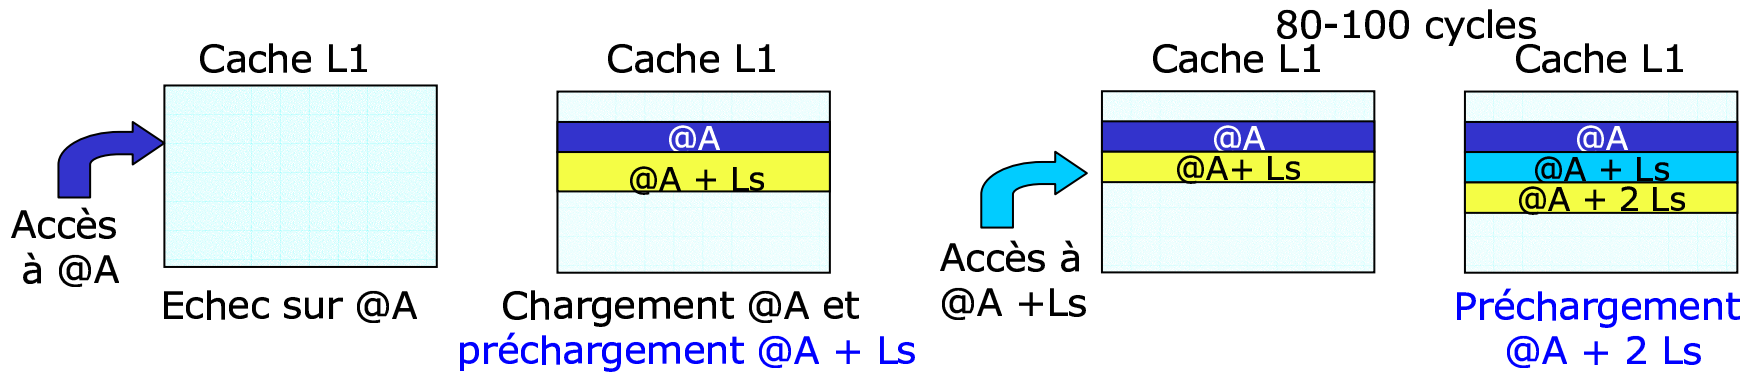 80-100 cycles
Cache L1
Cache L1
Cache L1
Cache L1
@A
@A + Ls
@A
@A+ Ls
@A
@A + Ls
@A + 2 Ls
Accès
à @A
Echec sur @A
Chargement @A et
préchargement @A + Ls
Accès à
@A +Ls
Préchargement
@A + 2 Ls